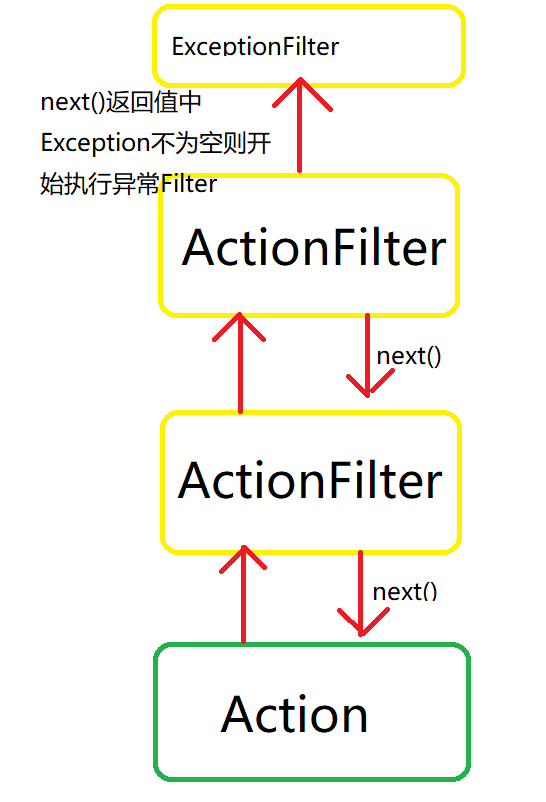 ExceptionFilter
next()返回值中
Exception不为空则开
始执行异常Filter
ActionFilter
next()
ActionFilter
next()
Action